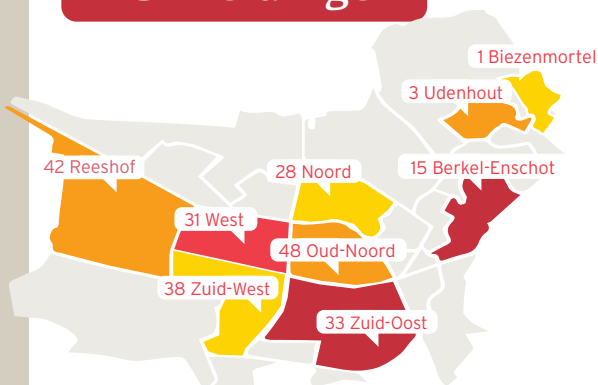 1 Biezenmortel
3 Udenhout
42 Reeshof
28 Noord
15 Berkel-Enschot
31 West
48 Oud-Noord
38 Zuid-West
33 Zuid-Oost